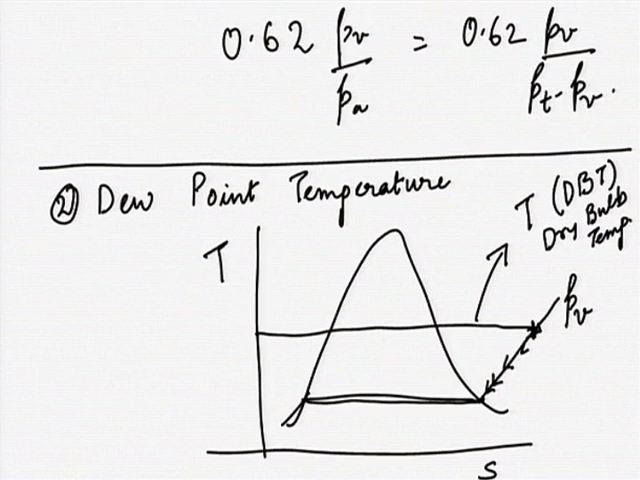 0.62 pv/pa = 0.62 pv/pt-pv.
② Dew Point Temperature
T (DBT)
Dry Bulb
Temp.
T
pv
s